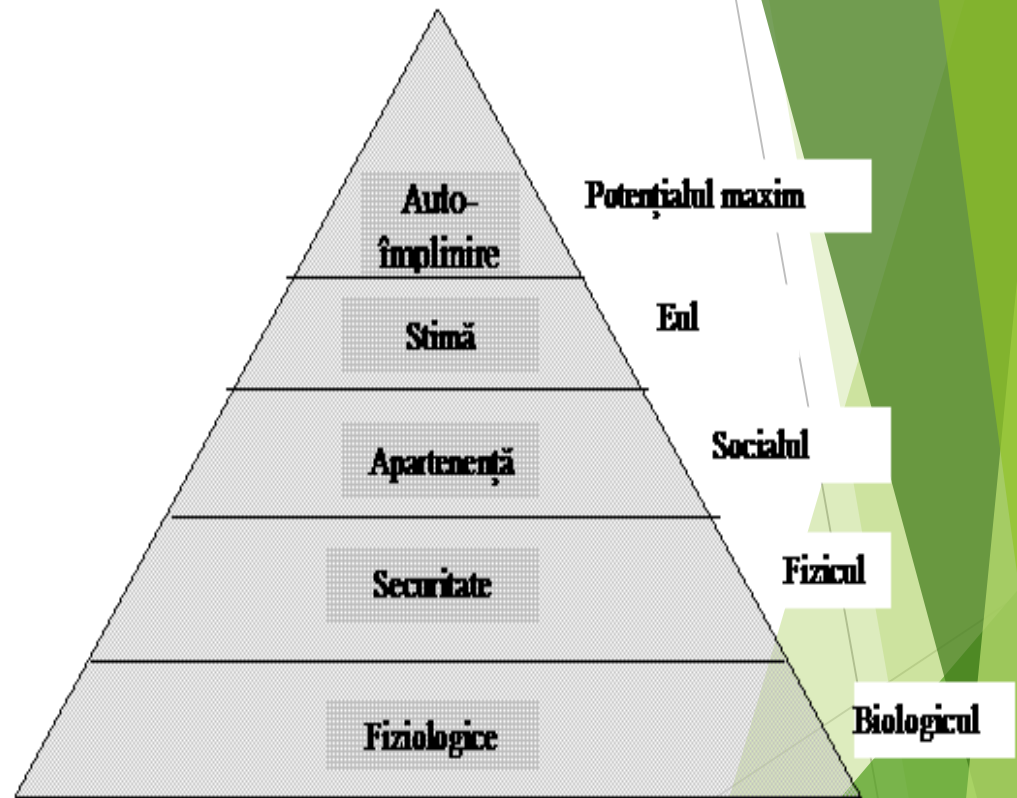 Auto-
împlinire
Potențialul maxim
Stimă
Eul
Apartenență
Socialul
Securitate
Fizicul
Fiziologice
Biologicul